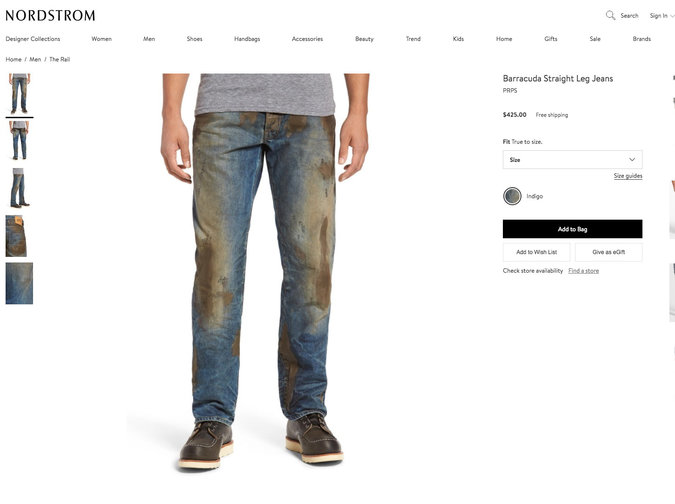 NORDSTROM
Search
Sign In
Designer Collections
Women
Men
Shoes
Handbags
Accessories
Beauty
Trend
Kids
Home
Gifts
Sale
Brands
Home / Men / The Rail
Barracuda Straight Leg Jeans
PRPS
$425.00 Free shipping
Fit True to size.
Size
Size guides
Indigo
Add to Bag
Add to Wish List
Give as eGift
Check store availability Find a store